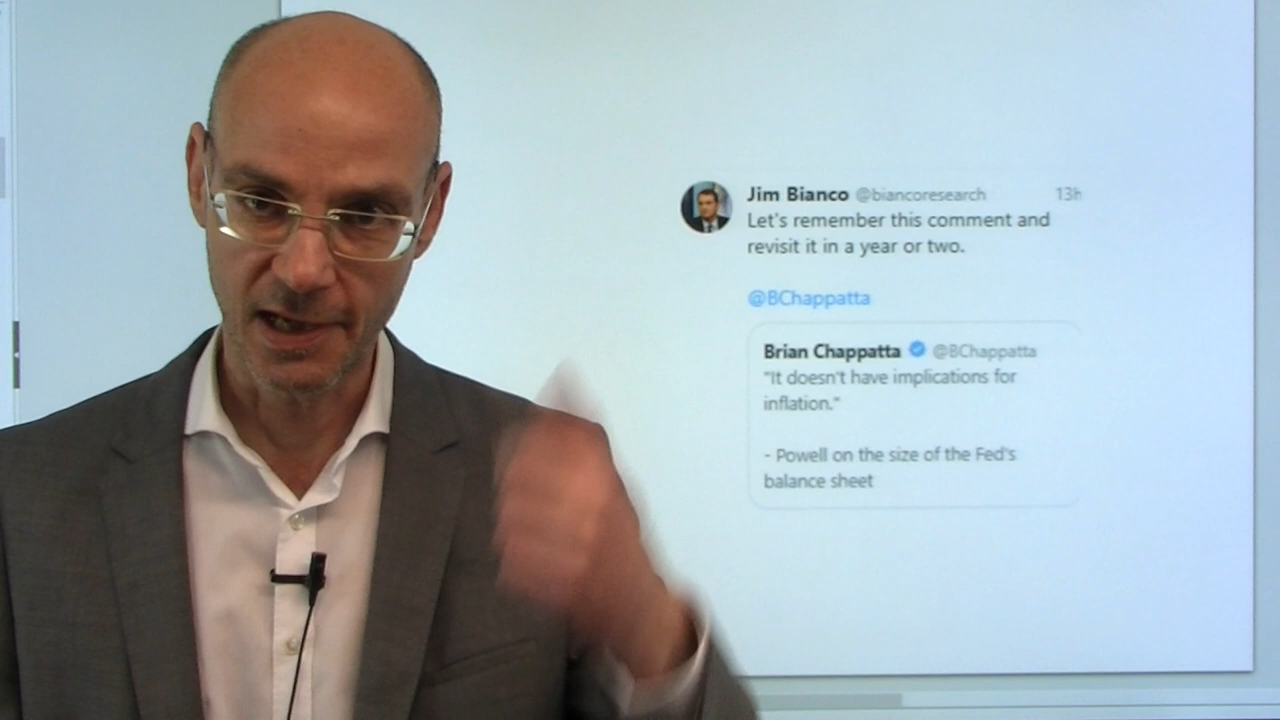 Jim Bianco @biancoresearch 13h
Let's remember this comment and
revisit it in a year or two.
@BChappatta
Brian Chappatta @BChappatta
"It doesn't have implications for
inflation."
- Powell on the size of the Fed's
balance sheet